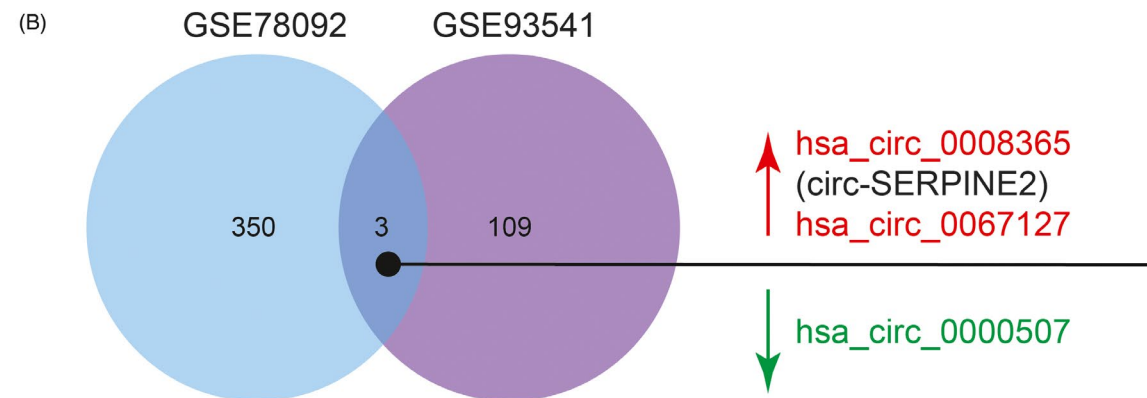 (B)
GSE78092 GSE93541
hsa_circ_0008365
(circ-SERPINE2)
350 3 109 hsa_circ_0067127
hsa_circ_0000507